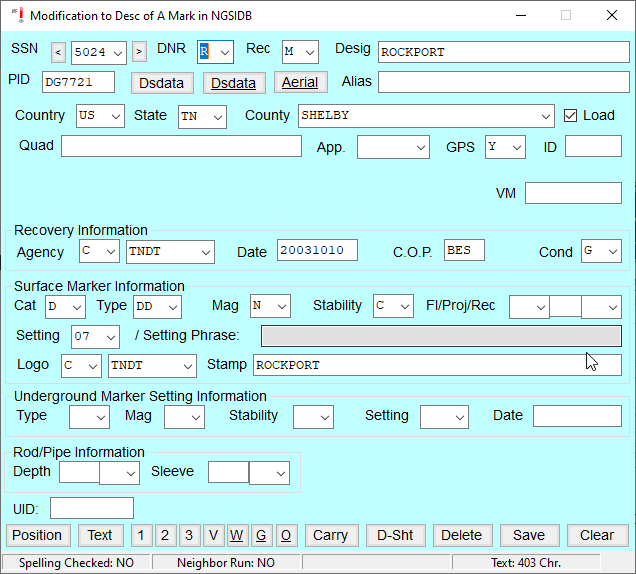 Modification to Desc of A Mark in NGSIDB
SSN < 5024 > DNR R Rec M Desig ROCKPORT
PID DG7721 Dsdata Dsdata Aerial Alias
Country US State TN County SHELBY Load
Quad App. GPS Y ID
VM
Recovery Information
Agency C TNDT Date 20031010 C.O.P. BES Cond G
Surface Marker Information
Cat D Type DD Mag N Stability C Fl/Proj/Rec
Setting 07 / Setting Phrase:
Logo C TNDT Stamp ROCKPORT
Underground Marker Setting Information
Type Mag Stability Setting Date
Rod/Pipe Information
Depth Sleeve
UID:
Position Text 1 2 3 V W G O Carry D-Sht Delete Save Clear
Spelling Checked: NO Neighbor Run: NO Text: 403 Chr.